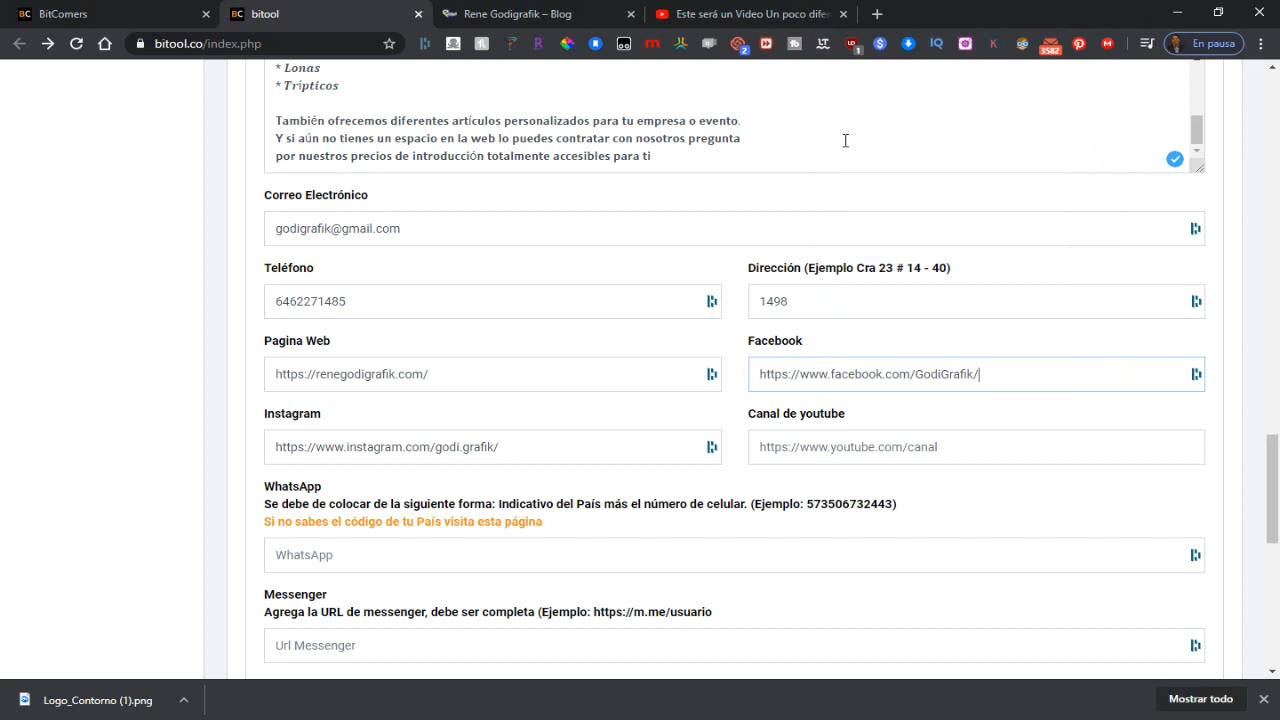 BitComers
bitool
Rene Godigrafik – Blog
Este será un Video Un poco difer
bitool.co/index.php
En pausa
* Lonas
* Trípticos
También ofrecemos diferentes artículos personalizados para tu empresa o evento.
Y si aún no tienes un espacio en la web lo puedes contratar con nosotros pregunta
por nuestros precios de introducción totalmente accesibles para ti
Correo Electrónico
godigrafik@gmail.com
Teléfono
Dirección (Ejemplo Cra 23 # 14 - 40)
6462271485
1498
Pagina Web
Facebook
https://renegodigrafik.com/
https://www.facebook.com/GodiGrafik/
Instagram
Canal de youtube
https://www.instagram.com/godi.grafik/
https://www.youtube.com/canal
WhatsApp
Se debe de colocar de la siguiente forma: Indicativo del País más el número de celular. (Ejemplo: 573506732443)
Si no sabes el código de tu País visita esta página
WhatsApp
Messenger
Agrega la URL de messenger, debe ser completa (Ejemplo: https://m.me/usuario
Url Messenger
Logo_Contorno (1).png
Mostrar todo